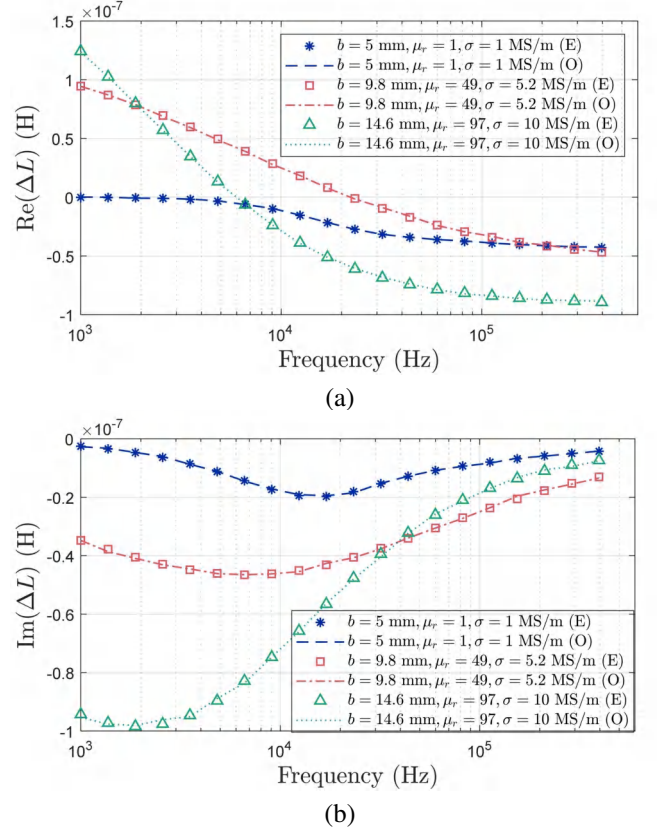 ×10⁻⁷
1.5
1
0.5
0
-0.5
-1
Re(ΔL) (H)
b = 5 mm, μᵣ = 1, σ = 1 MS/m (E)
b = 5 mm, μᵣ = 1, σ = 1 MS/m (O)
b = 9.8 mm, μᵣ = 49, σ = 5.2 MS/m (E)
b = 9.8 mm, μᵣ = 49, σ = 5.2 MS/m (O)
b = 14.6 mm, μᵣ = 97, σ = 10 MS/m (E)
b = 14.6 mm, μᵣ = 97, σ = 10 MS/m (O)
10³ 10⁴ 10⁵
Frequency (Hz)
(a)
×10⁻⁷
0
-0.2
-0.4
-0.6
-0.8
-1
Im(ΔL) (H)
b = 5 mm, μᵣ = 1, σ = 1 MS/m (E)
b = 5 mm, μᵣ = 1, σ = 1 MS/m (O)
b = 9.8 mm, μᵣ = 49, σ = 5.2 MS/m (E)
b = 9.8 mm, μᵣ = 49, σ = 5.2 MS/m (O)
b = 14.6 mm, μᵣ = 97, σ = 10 MS/m (E)
b = 14.6 mm, μᵣ = 97, σ = 10 MS/m (O)
10³ 10⁴ 10⁵
Frequency (Hz)
(b)